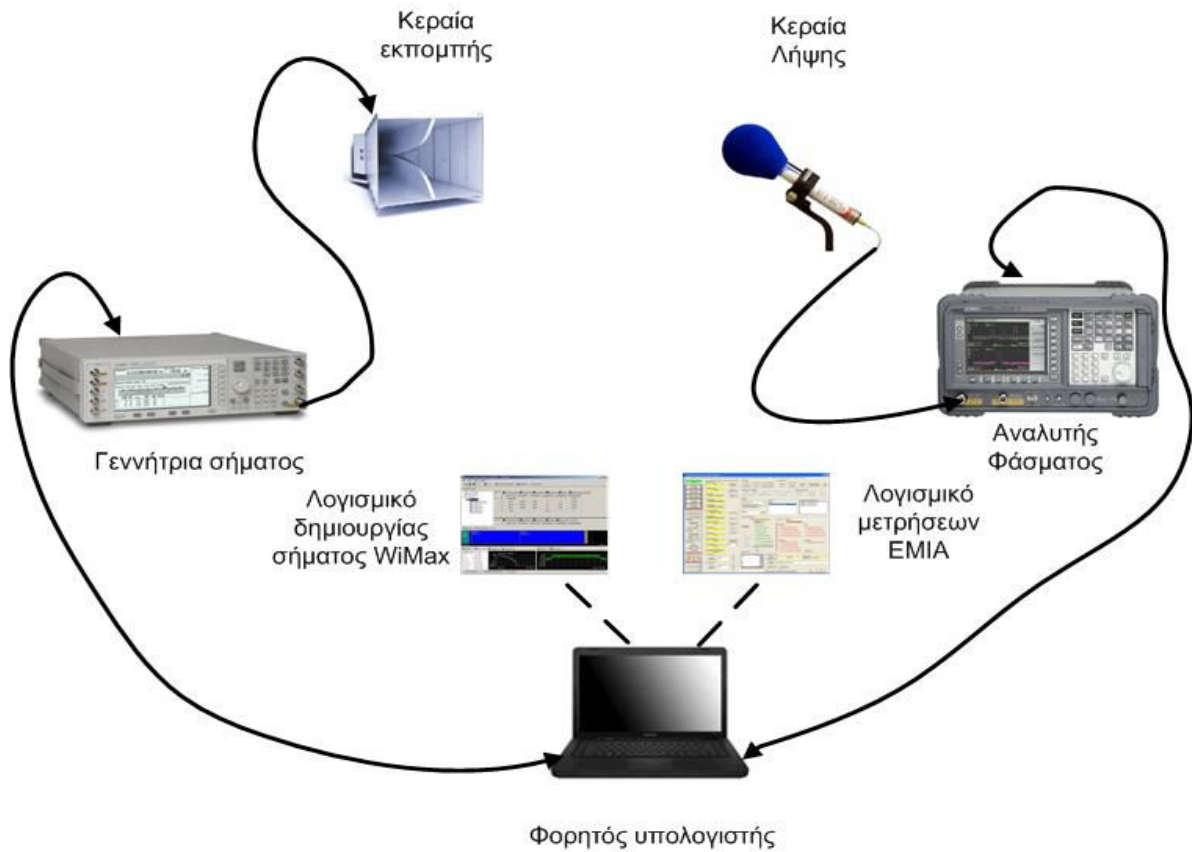 Κεραία
εκπομπής
Κεραία
Λήψης
Γεννήτρια σήματος
Αναλυτής
Φάσματος
Λογισμικό
δημιουργίας
σήματος WiMax
Λογισμικό
μετρήσεων
EMIA
Φορητός υπολογιστής